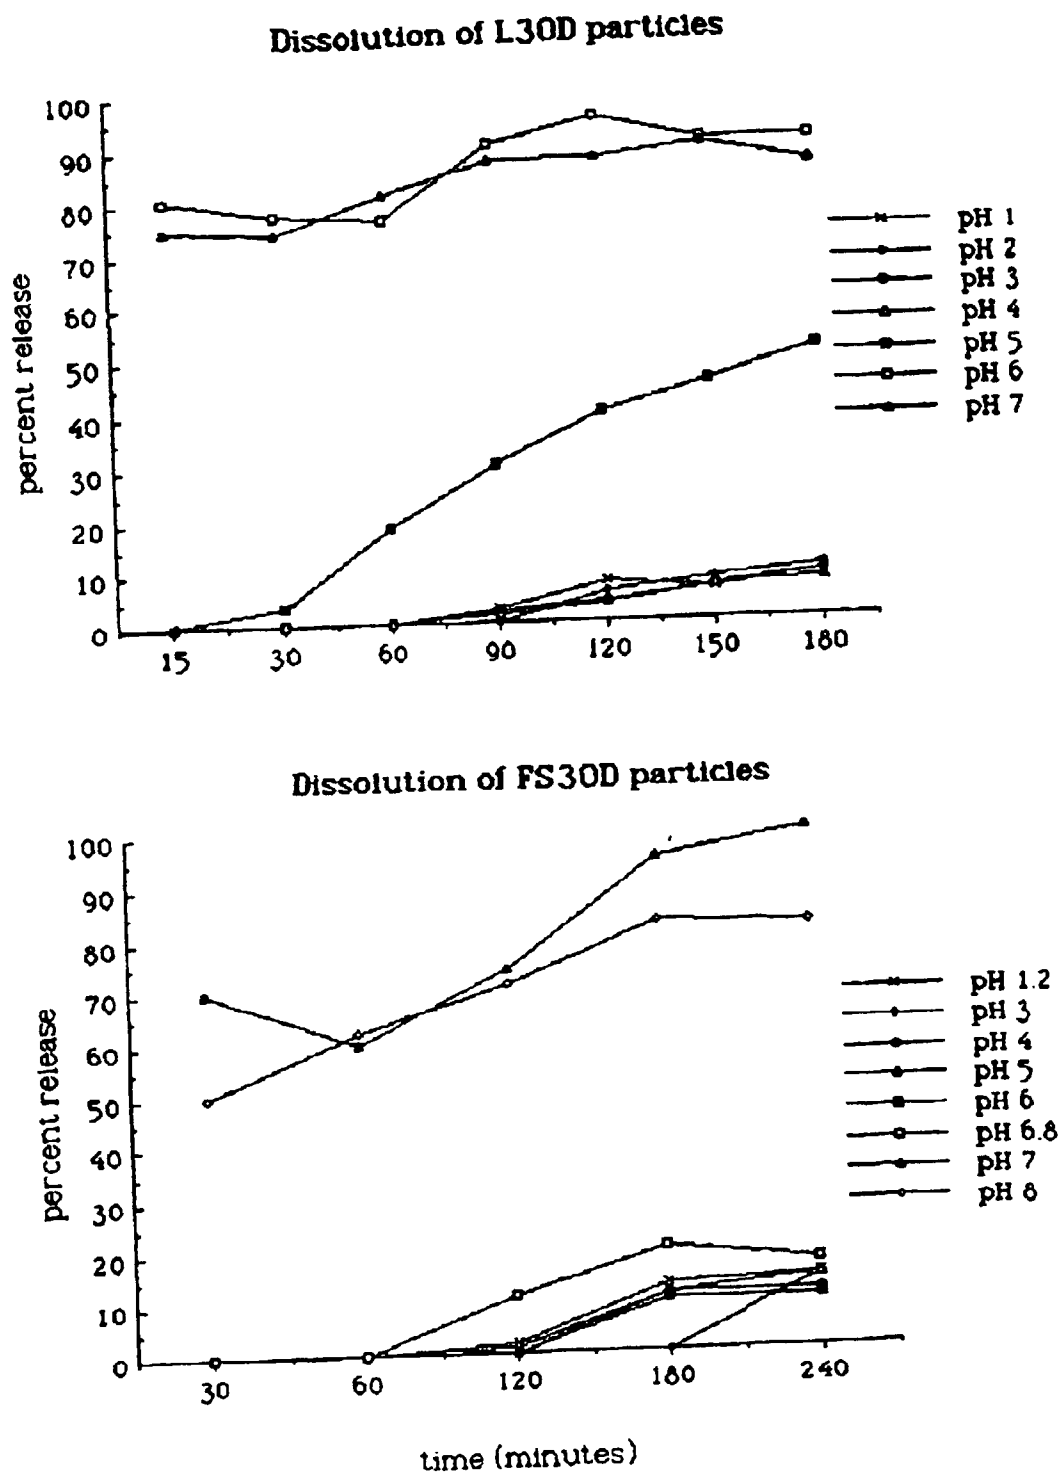 Dissolution of L30D particles
percent release
100
90
80
70
60
50
40
30
20
10
0
15 30 60 90 120 150 180
pH 1
pH 2
pH 3
pH 4
pH 5
pH 6
pH 7
Dissolution of FS30D particles
percent release
100
90
80
70
60
50
40
30
20
10
0
30 60 120 180 240
pH 1.2
pH 3
pH 4
pH 5
pH 6
pH 6.8
pH 7
pH 8
time (minutes)